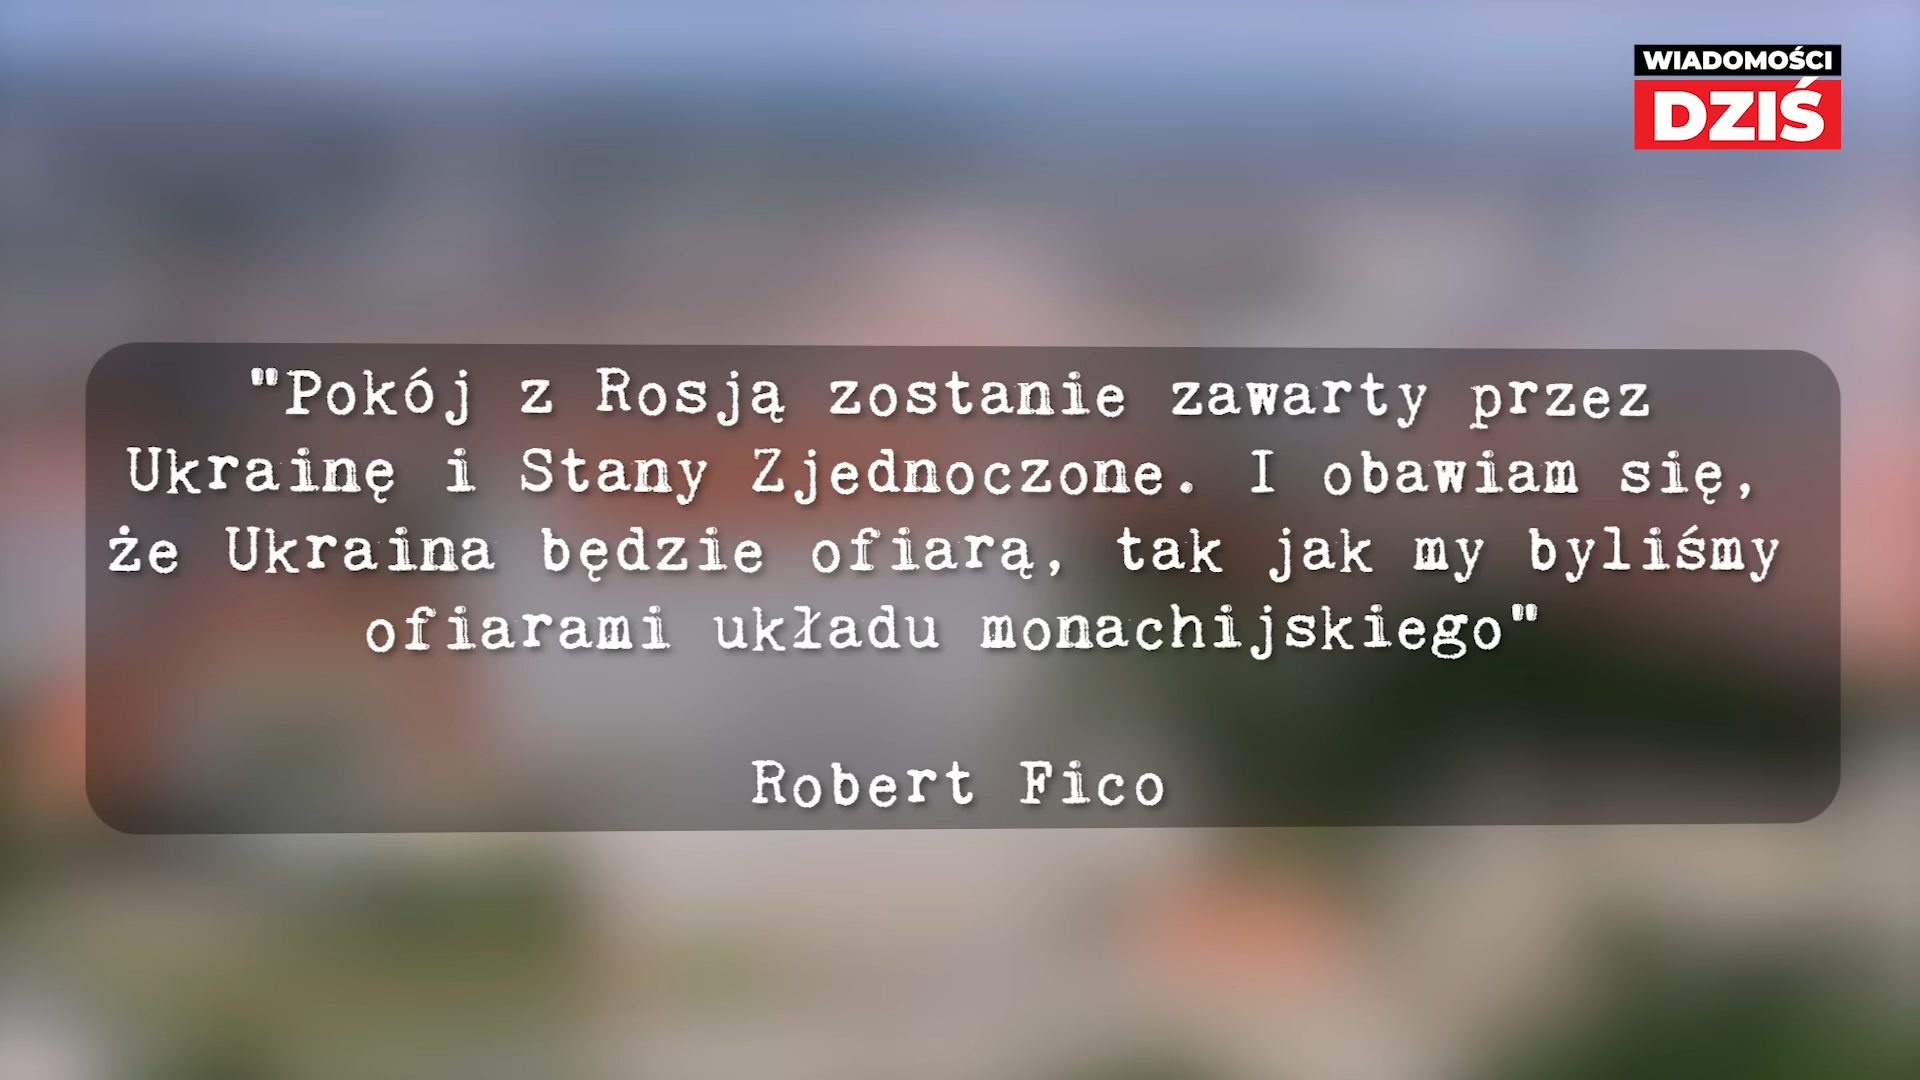 WIADOMOŚCI
DZIŚ
"Pokój z Rosją zostanie zawarty przez
Ukrainę i Stany Zjednoczone. I obawiam się,
że Ukraina będzie ofiarą, tak jak my byliśmy
ofiarami układu monachijskiego"
Robert Fico